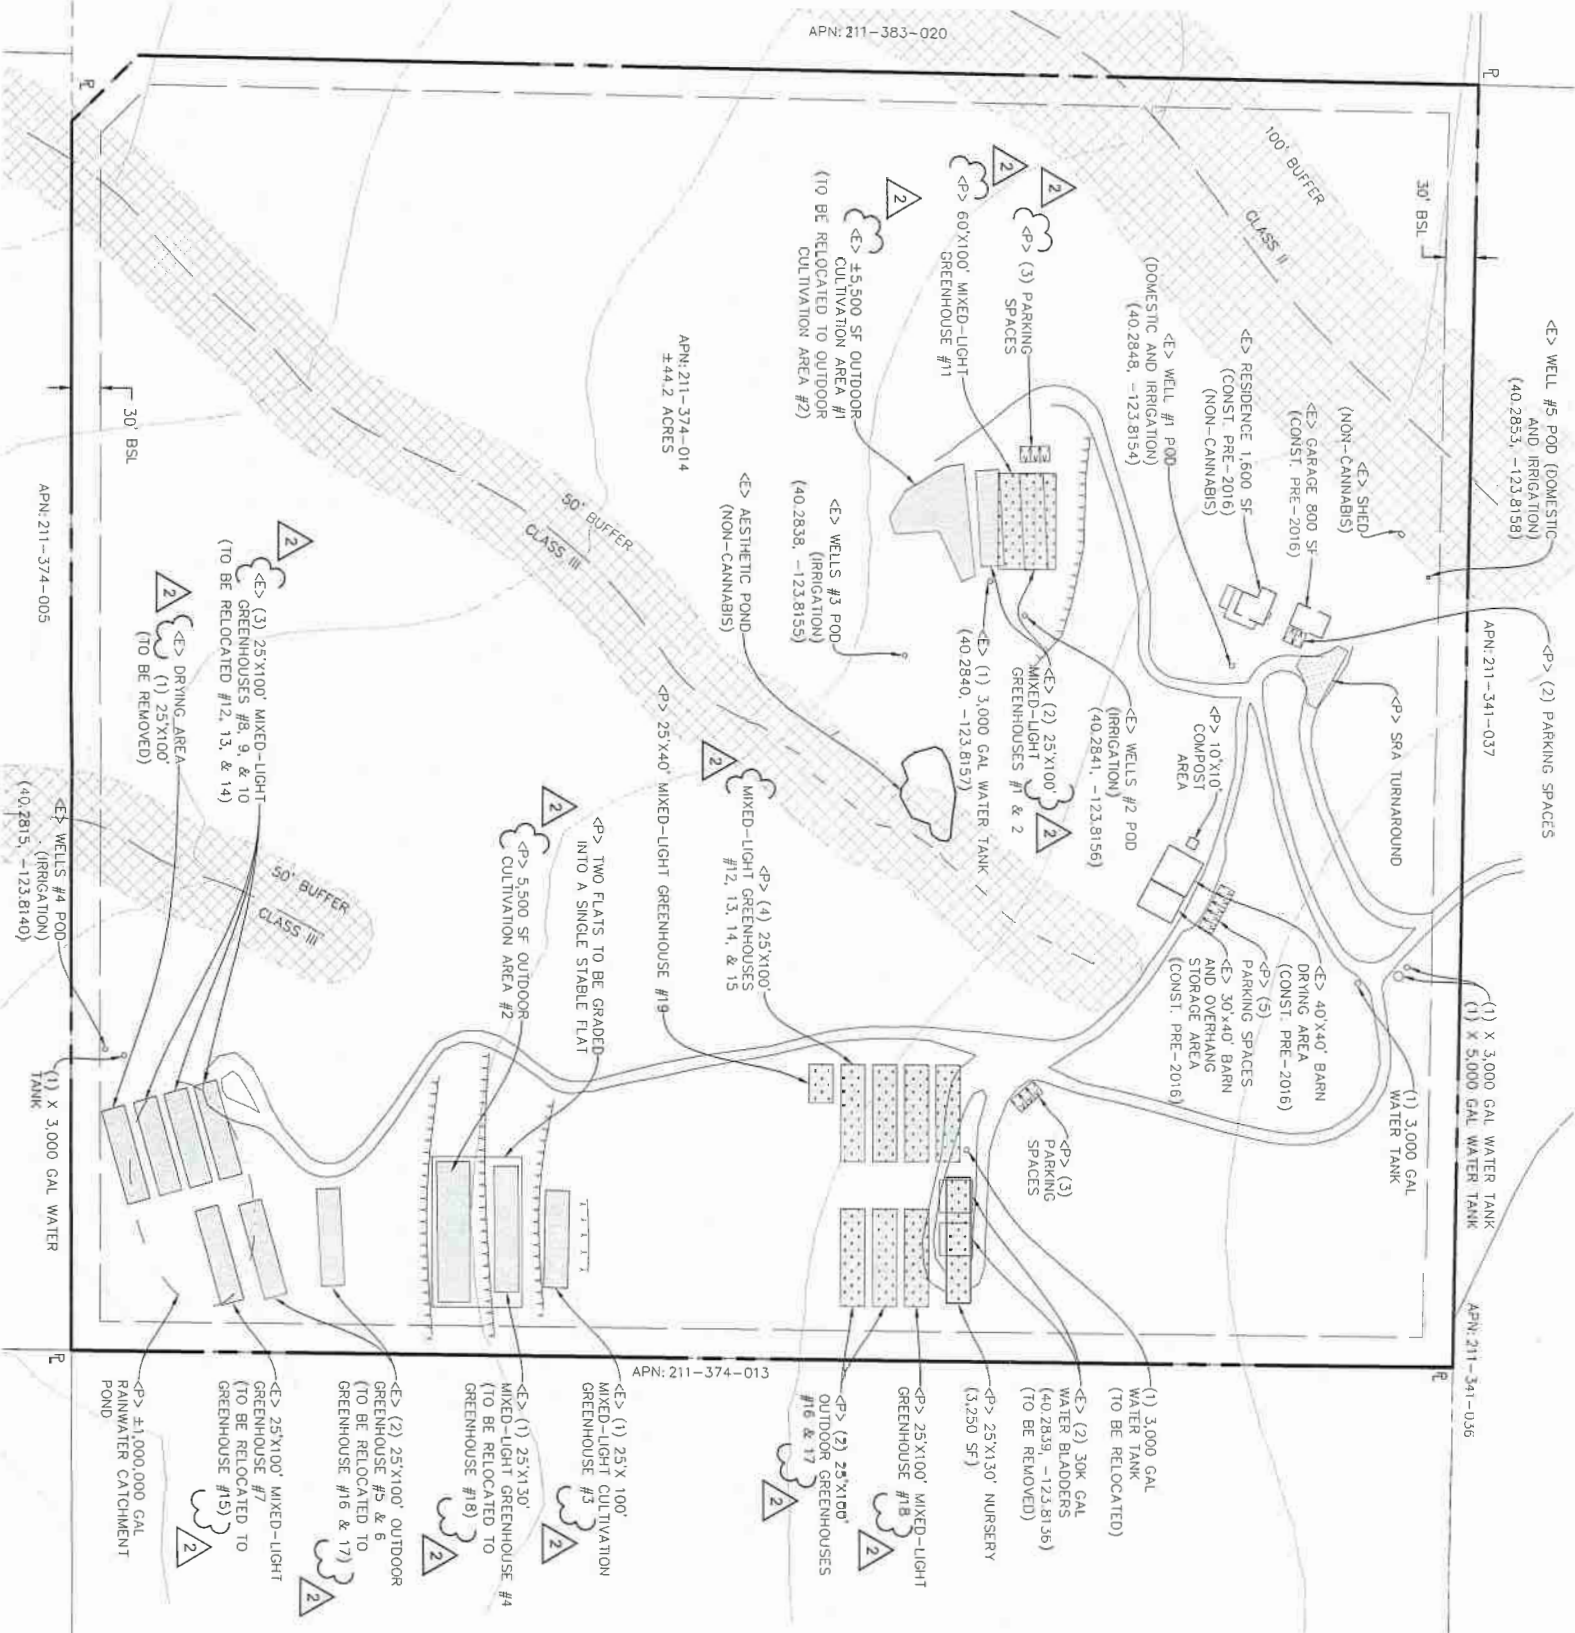 APN: 211-383-020
PL
PL
100' BUFFER
CLASS II
30' BSL
<E> WELL #5 POD (DOMESTIC
AND IRRIGATION)
(40.2853, -123.8158)
<E> SHED
(NON-CANNABIS)
<E> GARAGE 800 SF
(CONST. PRE-2016)
<E> RESIDENCE 1,600 SF
(CONST. PRE-2016)
(NON-CANNABIS)
<E> WELL #1 POD
(DOMESTIC AND IRRIGATION)
(40.2848, -123.8154)
2
2
<P> (3) PARKING
SPACES
<P> 60'X100' MIXED-LIGHT
GREENHOUSE #11
2
<E> ±5,500 SF OUTDOOR
CULTIVATION AREA #1
(TO BE RELOCATED TO OUTDOOR
CULTIVATION AREA #2)
APN: 211-374-014
±44.2 ACRES
30' BSL
APN: 211-374-005
50' BUFFER
CLASS III
<E> WELLS #3 POD
(IRRIGATION)
(40.2838, -123.8155)
<E> AESTHETIC POND
(NON-CANNABIS)
APN: 211-341-037
<P> (2) PARKING SPACES
<P> SRA TURNAROUND
<P> 10'X10'
COMPOST
AREA
<E> WELLS #2 POD
(IRRIGATION)
(40.2841, -123.8156)
<E> (2) 25'X100'
MIXED-LIGHT
GREENHOUSES #1 & 2
2
<E> (1) 3,000 GAL WATER TANK
(40.2840, -123.8157)
2
<E> (3) 25'X100' MIXED-LIGHT
GREENHOUSES #8, 9, & 10
(TO BE RELOCATED #12, 13, & 14)
2
<E> DRYING AREA
(1) 25'X100'
(TO BE REMOVED)
<P> 25'X40' MIXED-LIGHT GREENHOUSE #19
2
<P> (4) 25'X100'
MIXED-LIGHT GREENHOUSES
#12, 13, 14, & 15
<P> TWO FLATS TO BE GRADED
INTO A SINGLE STABLE FLAT
2
<P> 5,500 SF OUTDOOR
CULTIVATION AREA #2
50' BUFFER
CLASS III
<E> WELLS #4 POD
(IRRIGATION)
(40.2815, -123.8140)
(1) X 3,000 GAL WATER
TANK
(1) X 3,000 GAL WATER TANK
(1) X 5,000 GAL WATER TANK
(1) 3,000 GAL
WATER TANK
<E> 40'X40' BARN
DRYING AREA
(CONST. PRE-2016)
<P> (5)
PARKING SPACES
<E> 30'x40' BARN
AND OVERHANG
STORAGE AREA
(CONST. PRE-2016)
<P> (3)
PARKING
SPACES
APN: 211-341-036
PL
APN: 211-374-013
PL
(1) 3,000 GAL
WATER TANK
(TO BE RELOCATED)
<E> (2) 30K GAL
WATER BLADDERS
(40.2839, -123.8136)
(TO BE REMOVED)
<P> 25'X130' NURSERY
(3,250 SF)
<P> 25'X100' MIXED-LIGHT
GREENHOUSE #18
2
<P> (2) 25'X100'
OUTDOOR GREENHOUSES
#16 & 17
2
<E> (1) 25'X 100'
MIXED-LIGHT CULTIVATION
GREENHOUSE #3
2
<E> (1) 25'X130'
MIXED-LIGHT GREENHOUSE #4
(TO BE RELOCATED TO
GREENHOUSE #18)
2
<E> (2) 25'X100' OUTDOOR
GREENHOUSE #5 & 6
(TO BE RELOCATED TO
GREENHOUSE #16 & 17)
2
<E> 25'X100' MIXED-LIGHT
GREENHOUSE #7
(TO BE RELOCATED TO
GREENHOUSE #15)
2
<P> ±1,000,000 GAL
RAINWATER CATCHMENT
POND